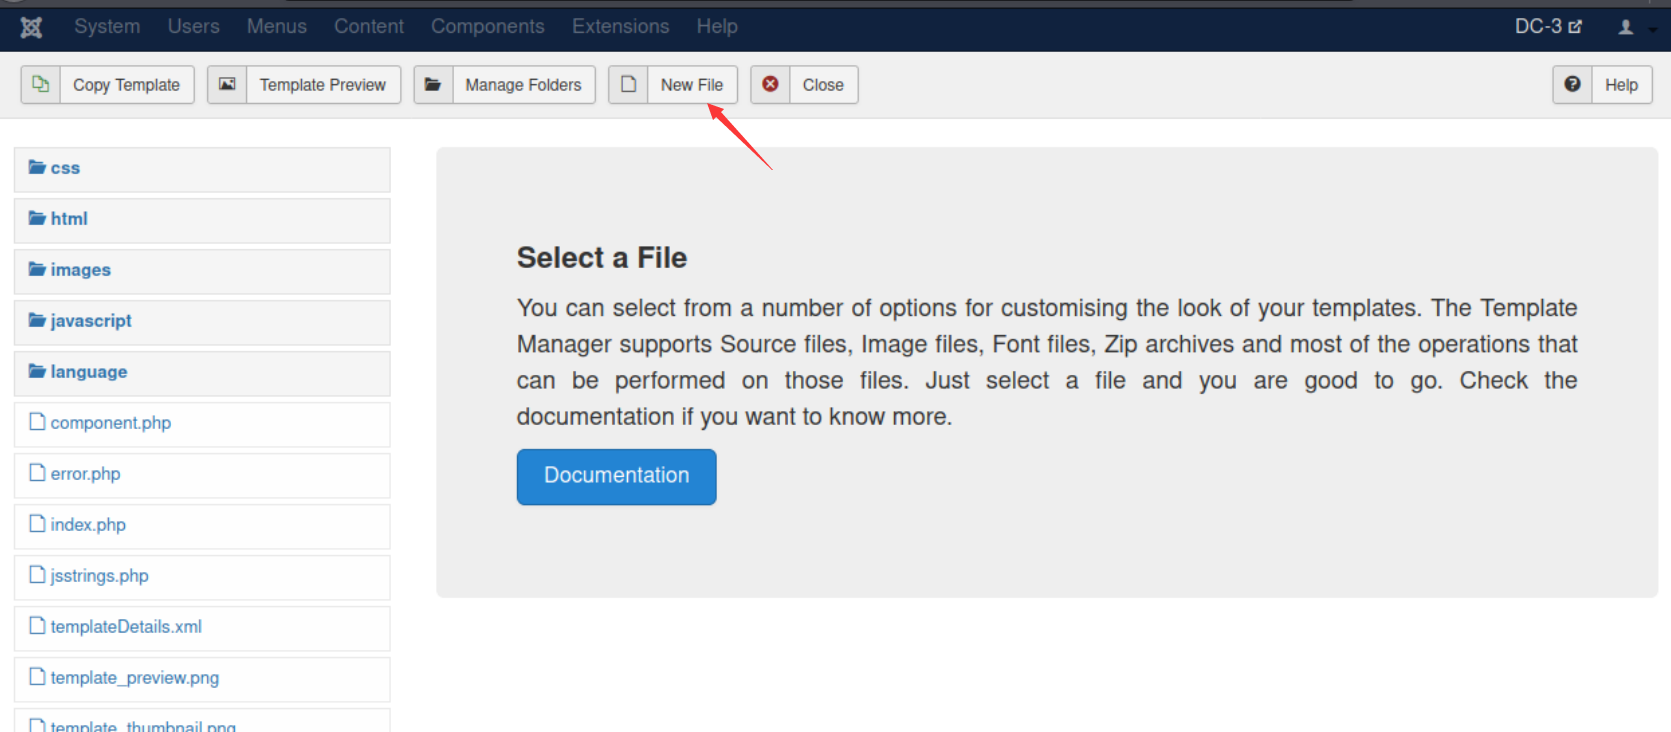 System Users Menus Content Components Extensions Help DC-3
Copy Template Template Preview Manage Folders New File Close Help
css
html
images
javascript
language
component.php
error.php
index.php
jsstrings.php
templateDetails.xml
template_preview.png
template_thumbnail.png
Select a File
You can select from a number of options for customising the look of your templates. The Template
Manager supports Source files, Image files, Font files, Zip archives and most of the operations that
can be performed on those files. Just select a file and you are good to go. Check the
documentation if you want to know more.
Documentation